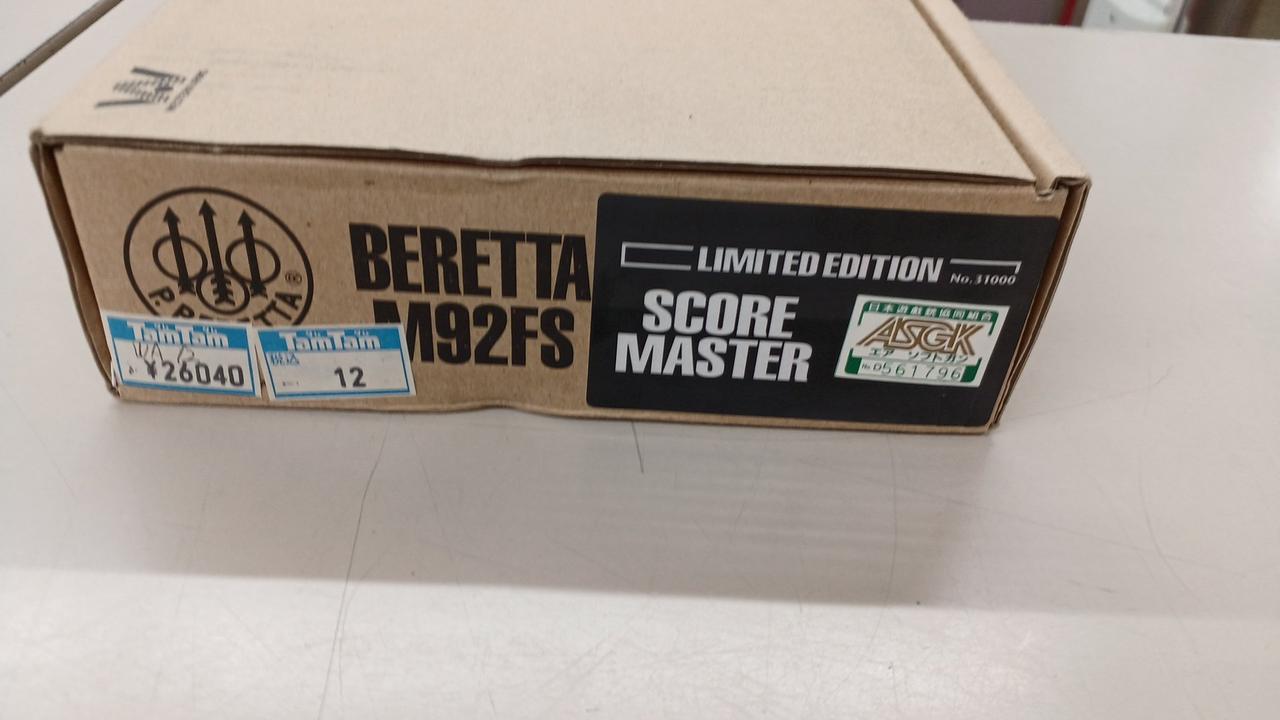 BERETTA
M92FS
LIMITED EDITION
No.31000
SCORE
MASTER
日本遊戯銃協同組合
ASGK
エアーソフトガン
No.D561796
TamTam
¥26040
TamTam
税込
12